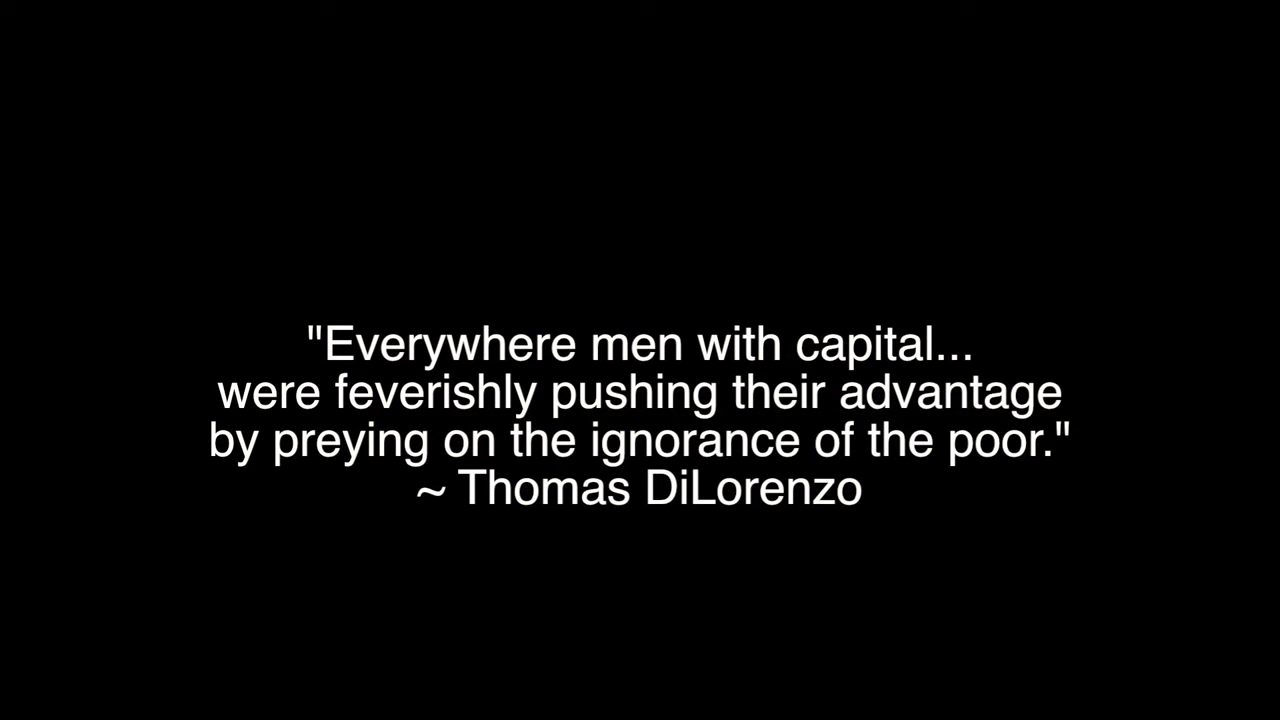 "Everywhere men with capital...
were feverishly pushing their advantage
by preying on the ignorance of the poor."
~ Thomas DiLorenzo